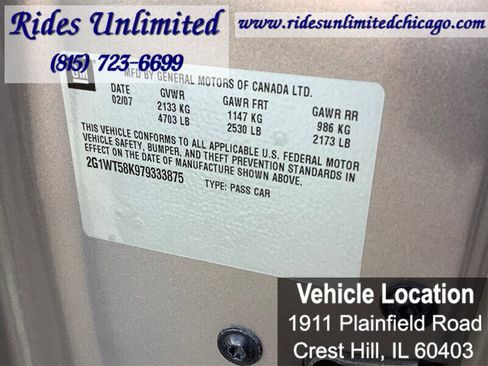 Rides Unlimited
(815) 723-6699
www.ridesunlimitedchicago.com
GM
MFD BY GENERAL MOTORS OF CANADA LTD.
DATE GVWR GAWR FRT GAWR RR
02/07 2133 KG 1147 KG 986 KG
4703 LB 2530 LB 2173 LB
THIS VEHICLE CONFORMS TO ALL APPLICABLE U.S. FEDERAL MOTOR
VEHICLE SAFETY, BUMPER, AND THEFT PREVENTION STANDARDS IN
EFFECT ON THE DATE OF MANUFACTURE SHOWN ABOVE.
2G1WT58K979333875
TYPE: PASS CAR
Vehicle Location
1911 Plainfield Road
Crest Hill, IL 60403